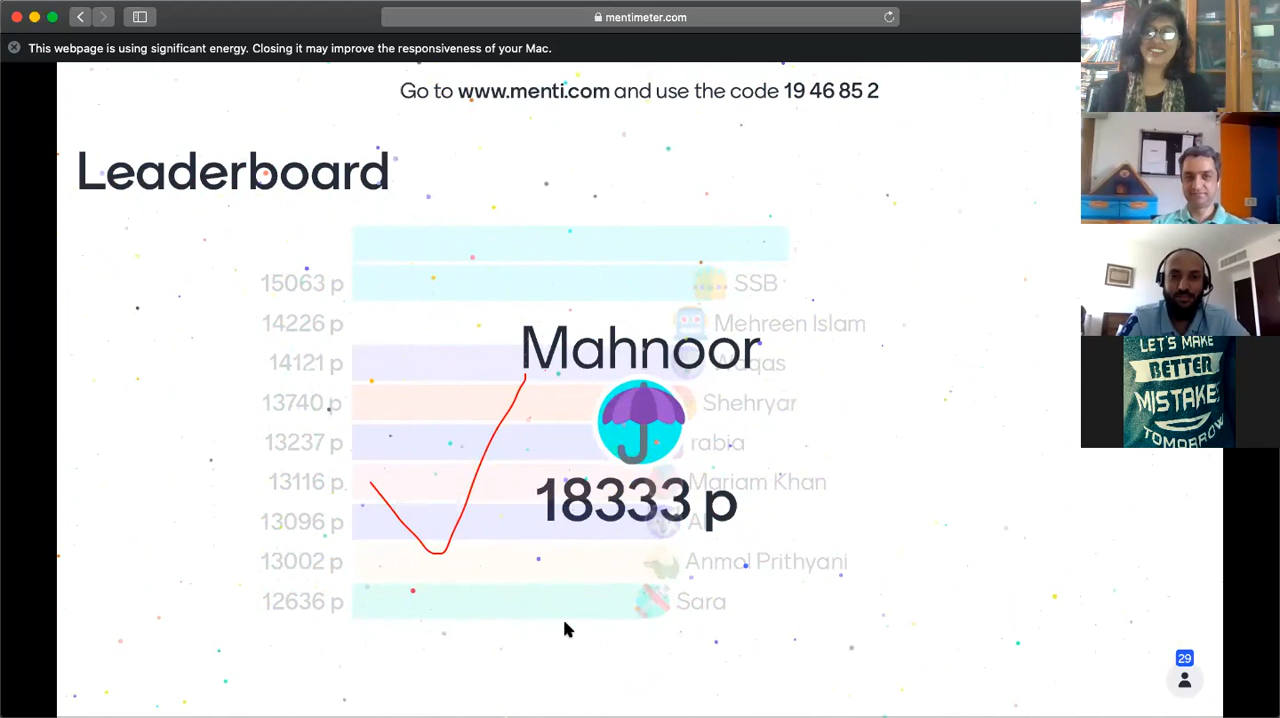 mentimeter.com
This webpage is using significant energy. Closing it may improve the responsiveness of your Mac.
Go to www.menti.com and use the code 19 46 85 2
Leaderboard
15063 p SSB
14226 p Mehreen Islam
Mahnoor
14121 p
13740 p Shehryar
13237 p rabia
13116 p Mariam Khan
18333 p
13096 p
13002 p Anmol Prithyani
12636 p Sara
29
LET'S MAKE
BETTER
MISTAKES
TOMORROW